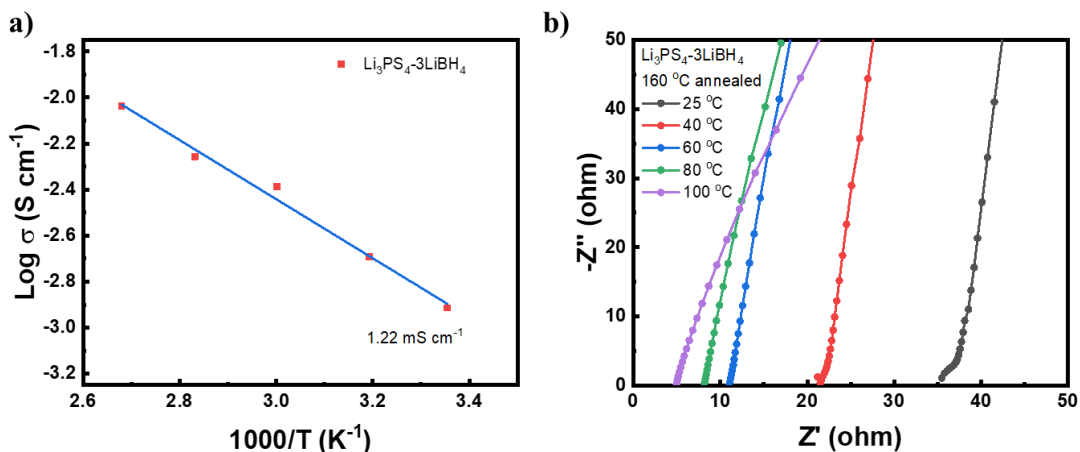 a)
Log σ (S cm⁻¹)
-2.0
-2.2
-2.4
-2.6
-2.8
-3.0
-3.2
Li₃PS₄-3LiBH₄
1.22 mS cm⁻¹
2.6
2.8
3.0
3.2
3.4
1000/T (K⁻¹)
b)
-Z'' (ohm)
50
40
30
20
10
0
Li₃PS₄-3LiBH₄
160 °C annealed
25 °C
40 °C
60 °C
80 °C
100 °C
0
10
20
30
40
50
Z' (ohm)